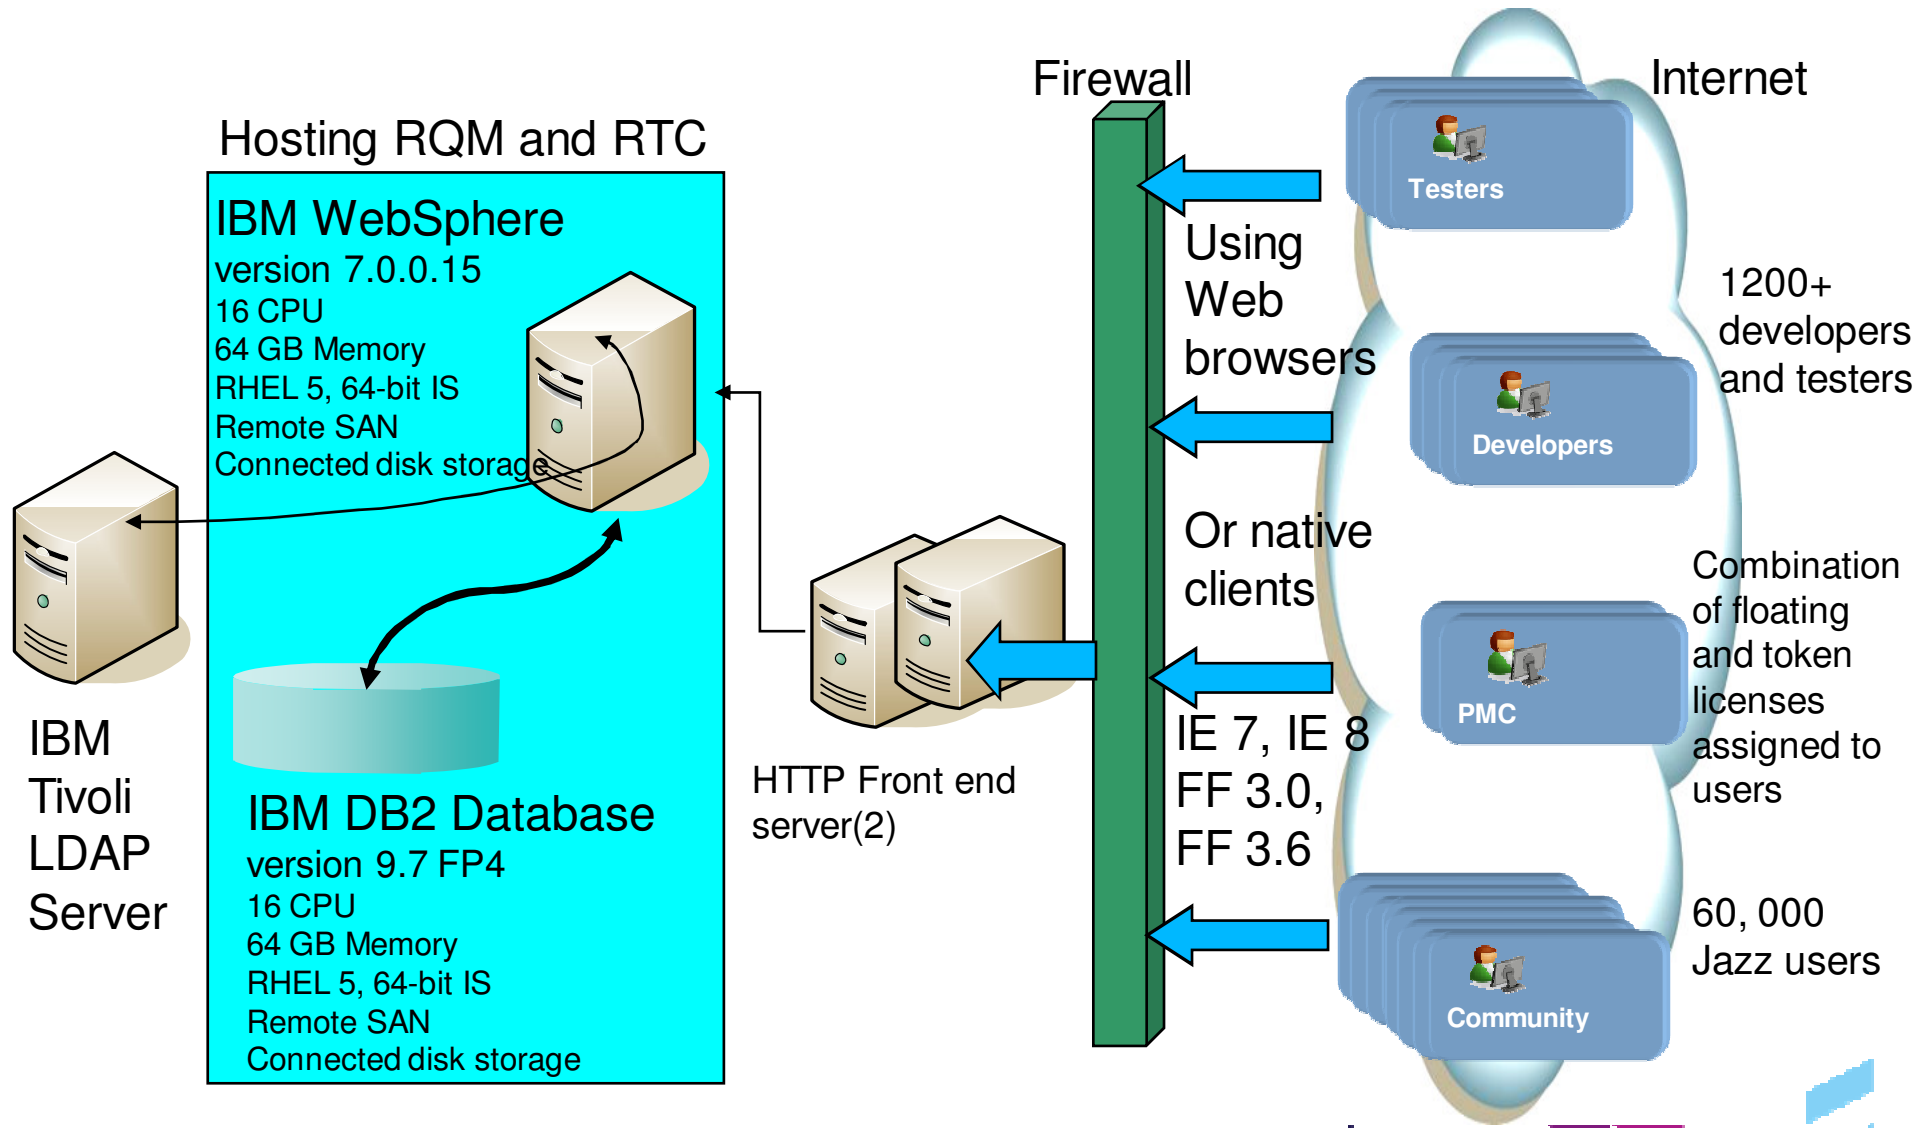 Firewall
Internet
Hosting RQM and RTC
IBM WebSphere
version 7.0.0.15
16 CPU
64 GB Memory
RHEL 5, 64-bit IS
Remote SAN
Connected disk storage
IBM
Tivoli
LDAP
Server
IBM DB2 Database
version 9.7 FP4
16 CPU
64 GB Memory
RHEL 5, 64-bit IS
Remote SAN
Connected disk storage
HTTP Front end
server(2)
Using
Web
browsers
Or native
clients
IE 7, IE 8
FF 3.0,
FF 3.6
Testers
Developers
PMC
Community
1200+
developers
and testers
Combination
of floating
and token
licenses
assigned to
users
60, 000
Jazz users